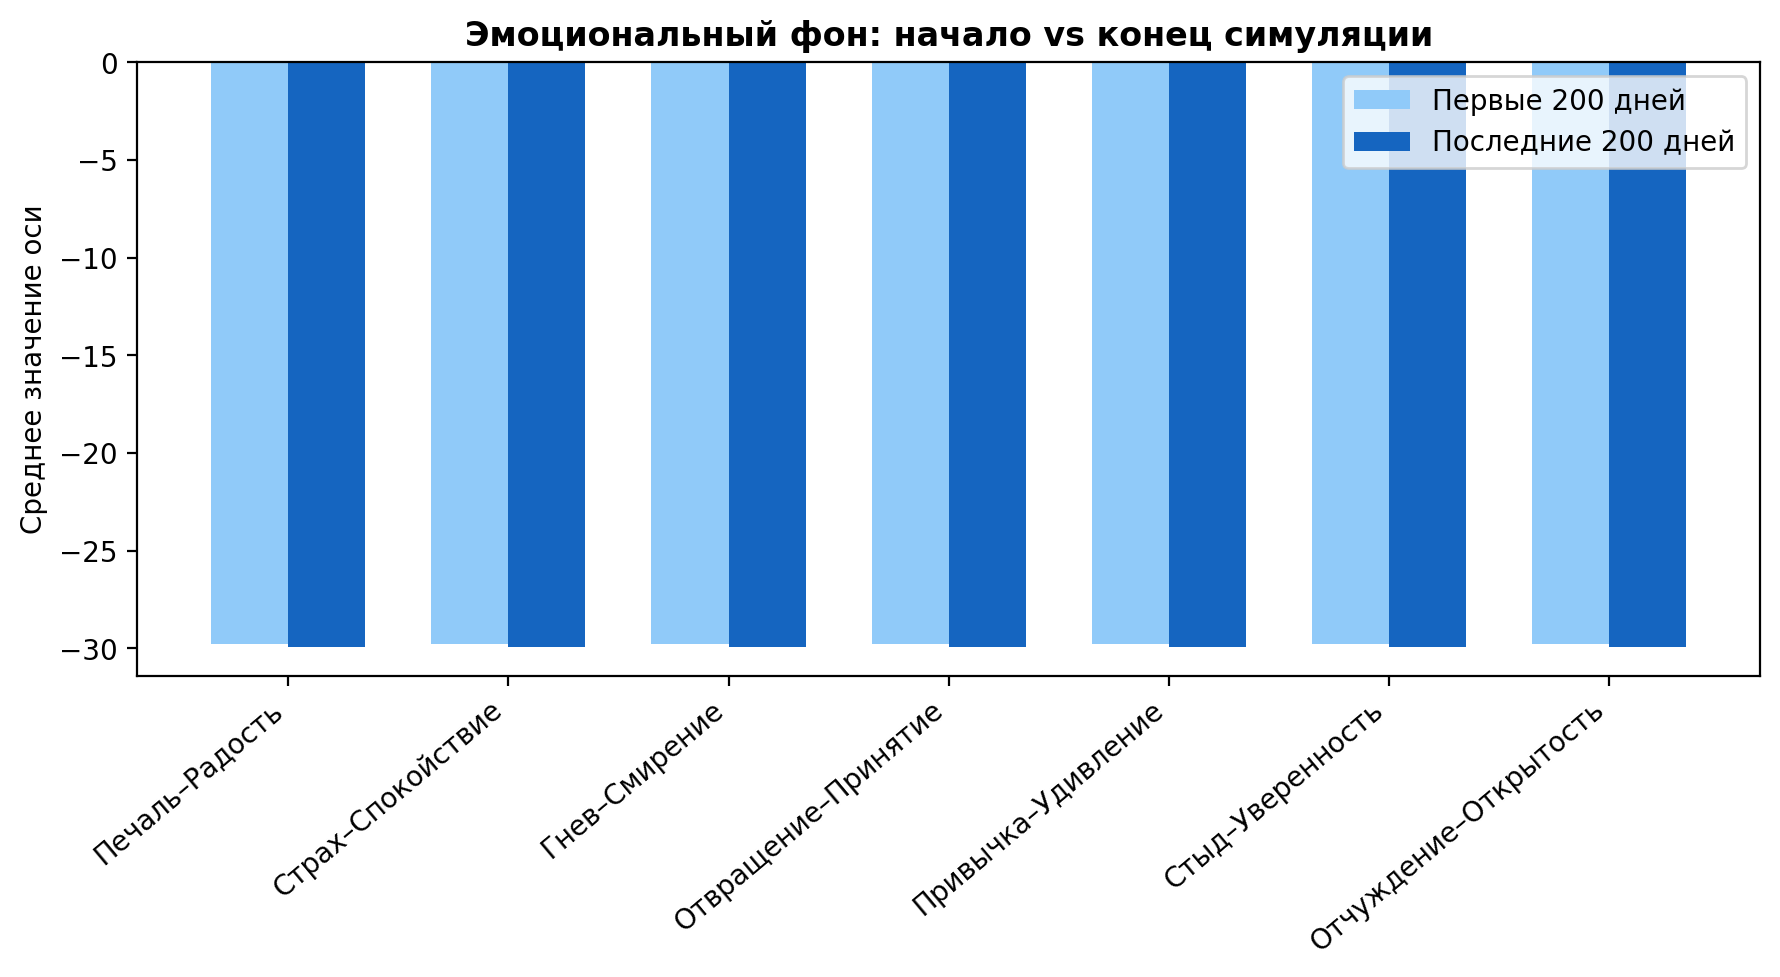 Эмоциональный фон: начало vs конец симуляции
Среднее значение оси
0
−5
−10
−15
−20
−25
−30
Первые 200 дней
Последние 200 дней
Печаль–Радость
Страх–Спокойствие
Гнев–Смирение
Отвращение–Принятие
Привычка–Удивление
Стыд–Уверенность
Отчуждение–Открытость